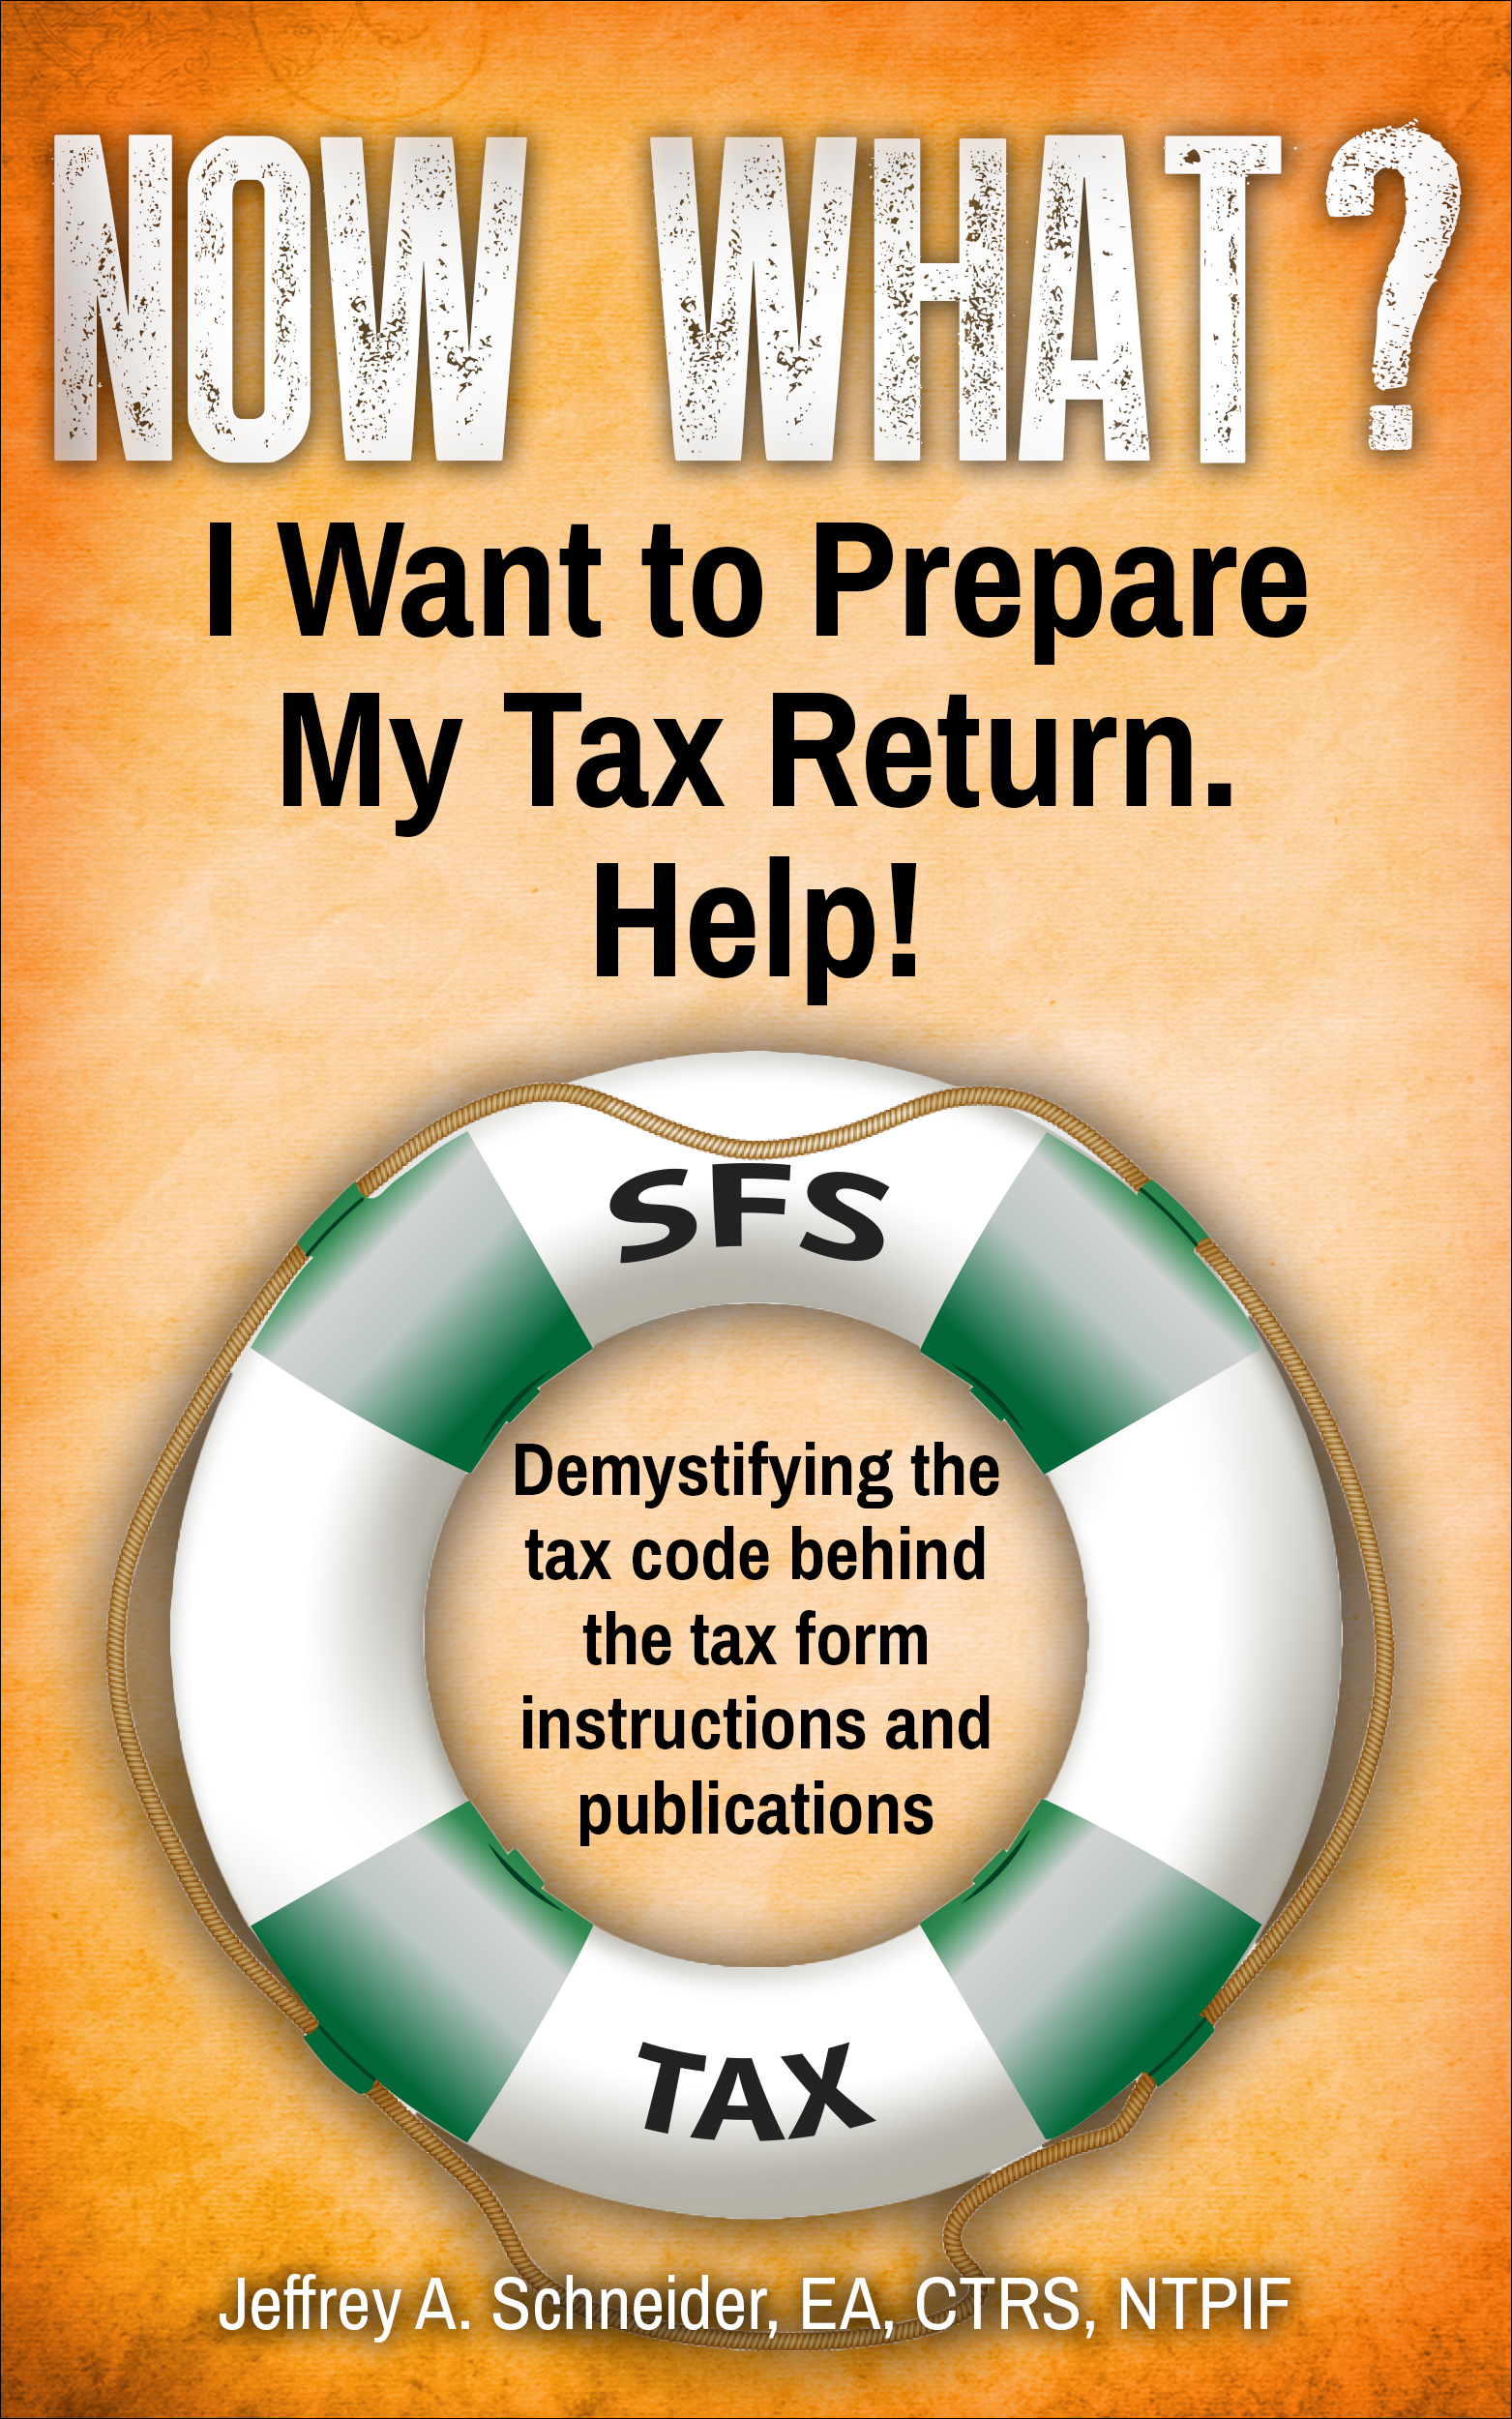 NOW WHAT?
I Want to Prepare
My Tax Return.
Help!
SFS
Demystifying the
tax code behind
the tax form
instructions and
publications
TAX
Jeffrey A. Schneider, EA, CTRS, NTPIF